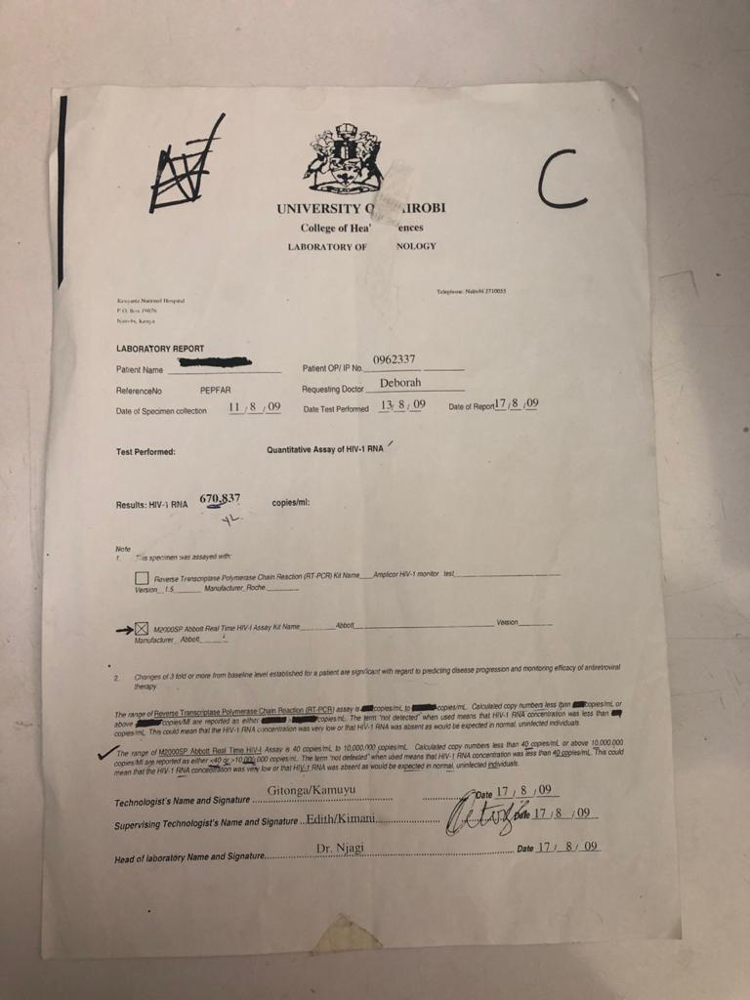 C
UNIVERSITY O AIROBI
College of Hea ences
LABORATORY OF NOLOGY
Telephone: Nairobi 2710055
Kenyatta National Hospital
P.O. Box 19676
Nairobi, Kenya
LABORATORY REPORT
Patient Name Patient OP/ IP No. 0962337
ReferenceNo PEPFAR Requesting Doctor Deborah
Date of Specimen collection 11/8/09 Date Test Performed 13/8/09 Date of Report 17/8/09
Test Performed: Quantitative Assay of HIV-1 RNA
Results: HIV-1 RNA 670,837 copies/ml:
Note
1. This specimen was assayed with:
Reverse Transcriptase Polymerase Chain Reaction (RT-PCR) Kit Name Amplicor HIV-1 monitor test
Version 1.5 Manufacturer Roche
M2000SP Abbott Real Time HIV-I Assay Kit Name Abbott Version
Manufacturer Abbott
2. Changes of 3 fold or more from baseline level established for a patient are significant with regard to predicting disease progression and monitoring efficacy of antiretroviral
therapy
The range of Reverse Transcriptase Polymerase Chain Reaction (RT-PCR) assay is copies/mL to copies/mL. Calculated copy numbers less than copies/mL or
above copies/Ml are reported as either > copies/mL. The term "not detected" when used means that HIV-1 RNA concentration was less than
copies/mL. This could mean the HIV-1 RNA concentration was very low or that HIV-1 RNA was absent as would be expected in normal, uninfected individuals.
The range of M2000SP Abbott Real Time HIV-I Assay is 40 copies/mL to 10,000,000 copies/mL. Calculated copy numbers less than 40 copies/mL or above 10,000,000
copies/Ml are reported as either <40 or >10,000,000 copies/mL. The term "not detected" when used means that HIV-1 RNA concentration was less than 40 copies/mL. This could
mean that the HIV-1 RNA concentration was very low or that HIV-1 RNA was absent as would be expected in normal, uninfected individuals.
Technologist's Name and Signature Gitonga/Kamuyu Date 17/8/09
Supervising Technologist's Name and Signature Edith/Kimani Date 17/8/09
Head of laboratory Name and Signature Dr. Njagi Date 17/8/09